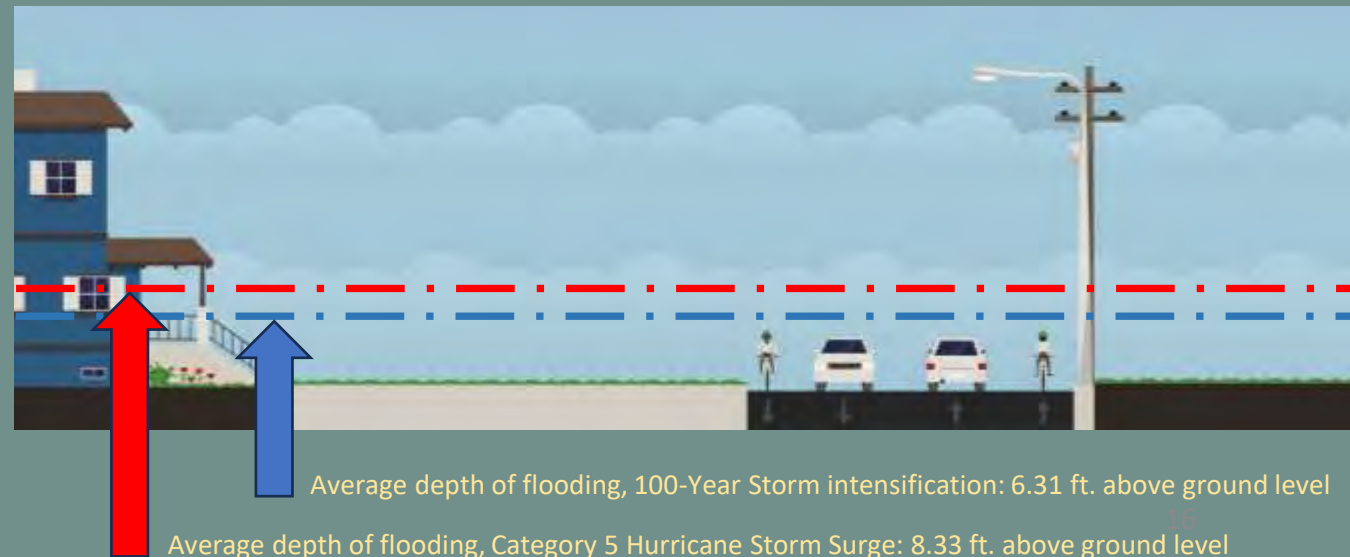 Average depth of flooding, 100-Year Storm intensification: 6.31 ft. above ground level
16
Average depth of flooding, Category 5 Hurricane Storm Surge: 8.33 ft. above ground level